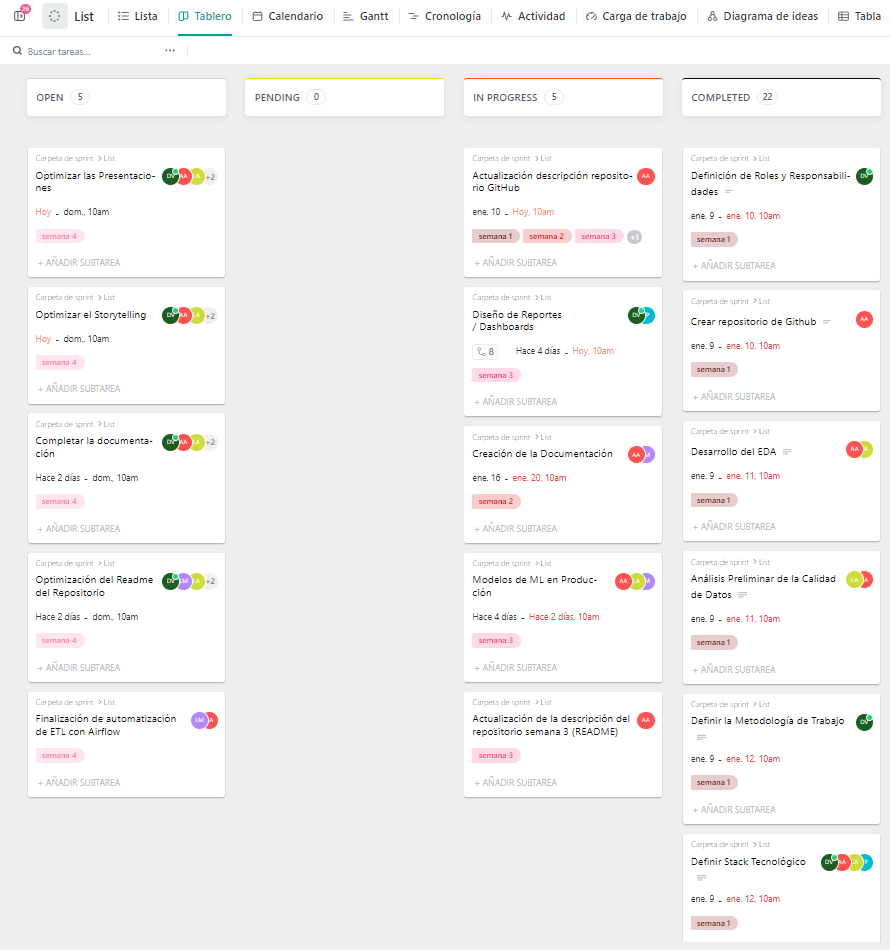 26
List
Lista
Tablero
Calendario
Gantt
Cronología
Actividad
Carga de trabajo
Diagrama de ideas
Tabla
Buscar tareas...
OPEN 5
Carpeta de sprint > List
Optimizar las Presentacio-
nes
DV AA LA +2
Hoy - dom., 10am
semana 4
+ AÑADIR SUBTAREA
Carpeta de sprint > List
Optimizar el Storytelling
DV AA LA +2
Hoy - dom., 10am
semana 4
+ AÑADIR SUBTAREA
Carpeta de sprint > List
Completar la documenta-
ción
DV AA LA +2
Hace 2 días - dom., 10am
semana 4
+ AÑADIR SUBTAREA
Carpeta de sprint > List
Optimización del Readme
del Repositorio
DV LM LA +2
Hace 2 días - dom., 10am
semana 4
+ AÑADIR SUBTAREA
Carpeta de sprint > List
Finalización de automatización
de ETL con Airflow
LM A
semana 4
+ AÑADIR SUBTAREA
PENDING 0
IN PROGRESS 5
Carpeta de sprint > List
Actualización descripción reposito-
rio GitHub
AA
ene. 10 - Hoy, 10am
semana 1 semana 2 semana 3 +1
+ AÑADIR SUBTAREA
Carpeta de sprint > List
Diseño de Reportes
/ Dashboards
DV P
8 Hace 4 días - Hoy, 10am
semana 3
+ AÑADIR SUBTAREA
Carpeta de sprint > List
Creación de la Documentación
AA M
ene. 16 - ene. 20, 10am
semana 2
+ AÑADIR SUBTAREA
Carpeta de sprint > List
Modelos de ML en Produc-
ción
AA LA M
Hace 4 días - Hace 2 días, 10am
semana 3
+ AÑADIR SUBTAREA
Carpeta de sprint > List
Actualización de la descripción del
repositorio semana 3 (README)
AA
semana 3
+ AÑADIR SUBTAREA
COMPLETED 22
Carpeta de sprint > List
Definición de Roles y Responsabili-
dades
DV
ene. 9 - ene. 10, 10am
semana 1
+ AÑADIR SUBTAREA
Carpeta de sprint > List
Crear repositorio de Github
AA
ene. 9 - ene. 10, 10am
semana 1
+ AÑADIR SUBTAREA
Carpeta de sprint > List
Desarrollo del EDA
AA A
ene. 9 - ene. 11, 10am
semana 1
+ AÑADIR SUBTAREA
Carpeta de sprint > List
Análisis Preliminar de la Calidad
de Datos
LA A
ene. 9 - ene. 11, 10am
semana 1
+ AÑADIR SUBTAREA
Carpeta de sprint > List
Definir la Metodología de Trabajo
DV
ene. 9 - ene. 12, 10am
semana 1
+ AÑADIR SUBTAREA
Carpeta de sprint > List
Definir Stack Tecnológico
DV AA A P
ene. 9 - ene. 12, 10am
semana 1